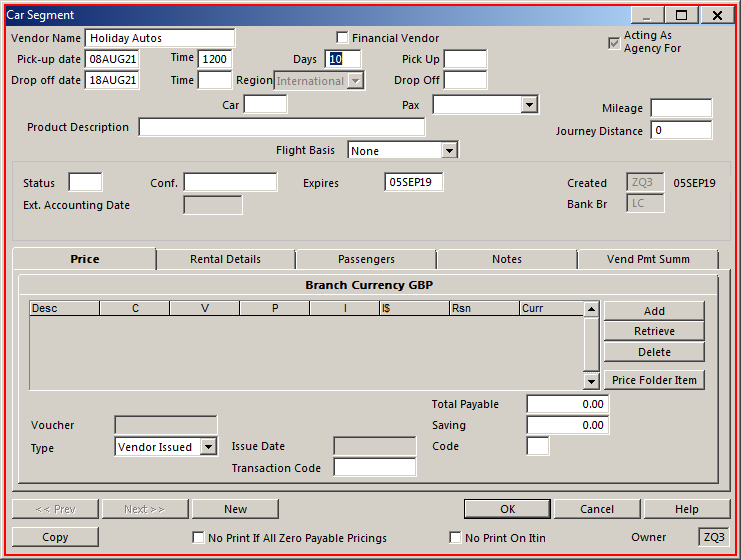 Car Segment
Vendor Name Holiday Autos Financial Vendor Acting As Agency For
Pick-up date 08AUG21 Time 1200 Days 10 Pick Up
Drop off date 18AUG21 Time Region International Drop Off
Car Pax Mileage
Product Description Journey Distance 0
Flight Basis None
Status Conf. Expires 05SEP19 Created ZQ3 05SEP19
Ext. Accounting Date Bank Br LC
Price Rental Details Passengers Notes Vend Pmt Summ
Branch Currency GBP
Desc C V P I I$ Rsn Curr
Add
Retrieve
Delete
Price Folder Item
Total Payable 0.00
Voucher Saving 0.00
Type Vendor Issued Issue Date Code
Transaction Code
<< Prev Next >> New OK Cancel Help
Copy No Print If All Zero Payable Pricings No Print On Itin Owner ZQ3